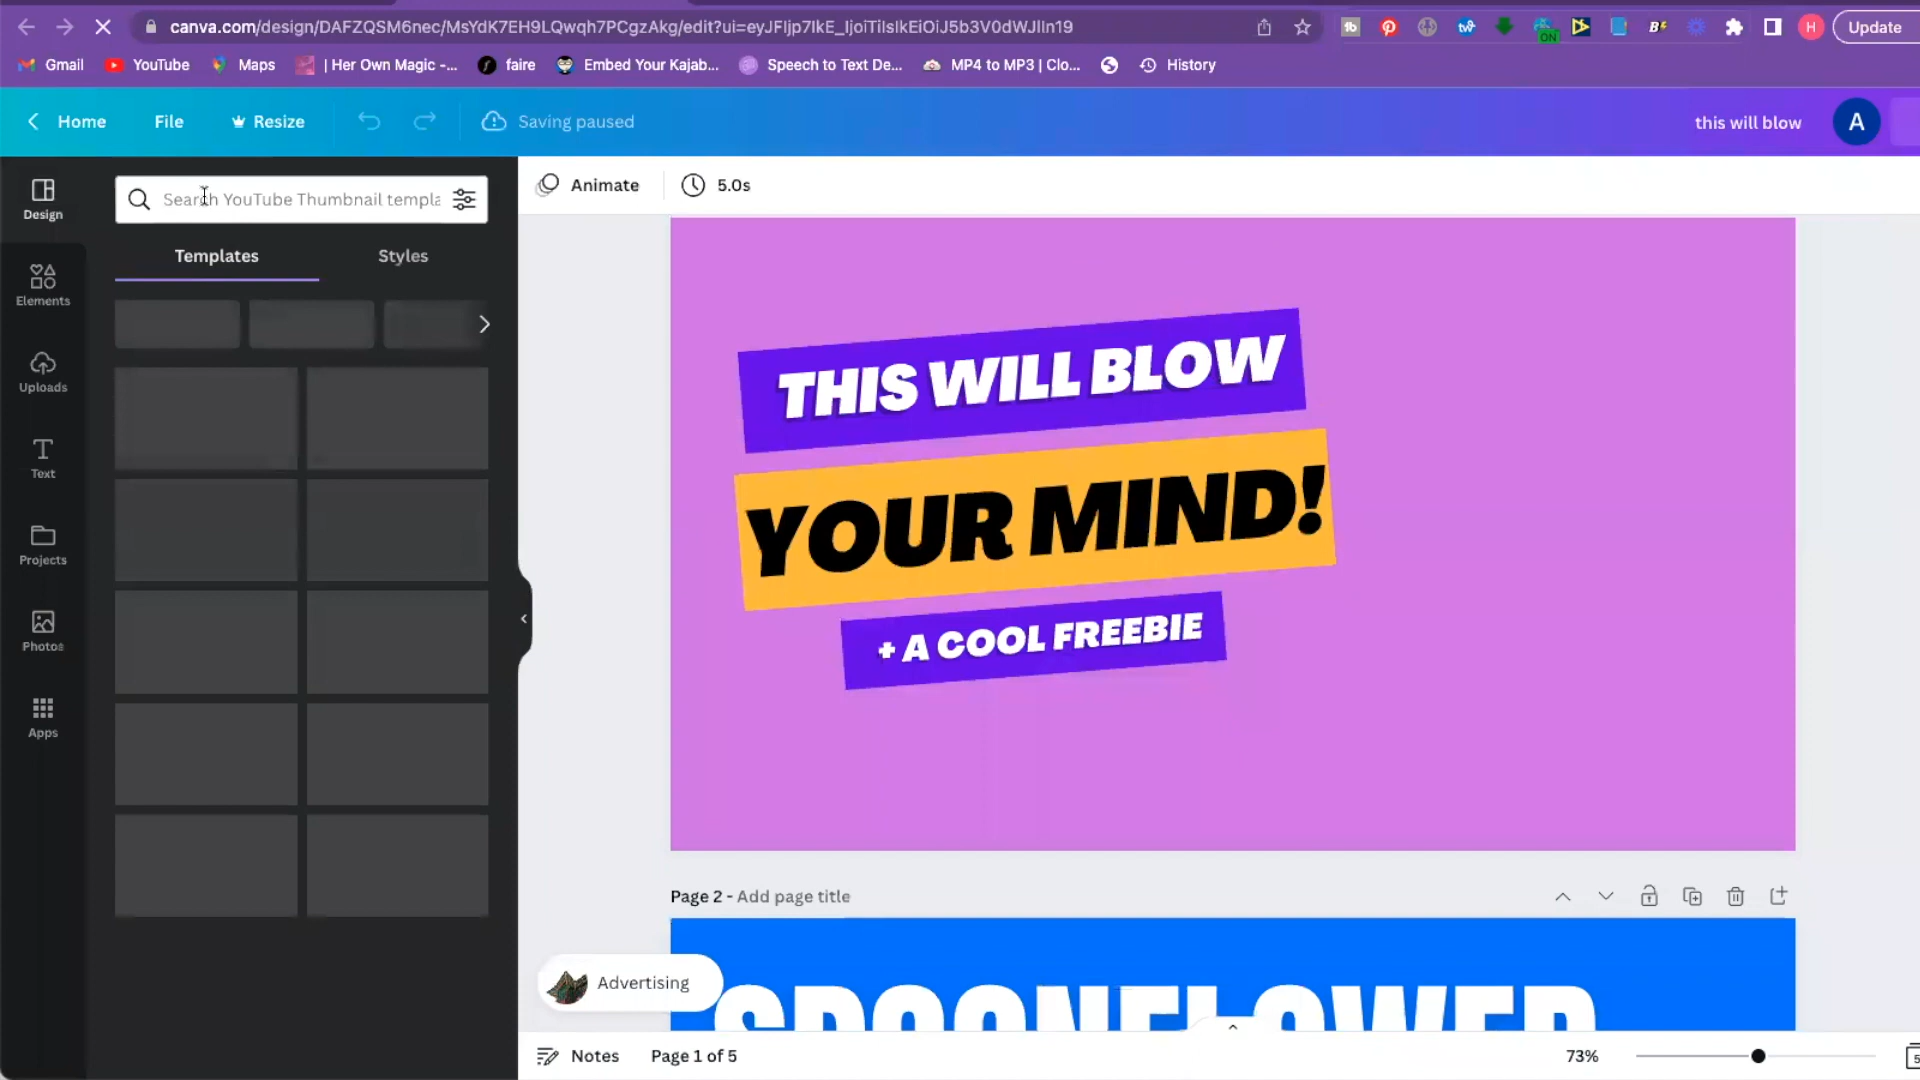 canva.com/design/DAFZQSM6nec/MsYdK7EH9LQwqh7PCgzAkg/edit?ui=eyJFIjp7IkE_IjoiTiIsIkEiOiJ5b3V0dWJlIn19
H
Update
Gmail
YouTube
Maps
| Her Own Magic -...
faire
Embed Your Kajab...
Speech to Text De...
MP4 to MP3 | Clo...
History
Home
File
Resize
Saving paused
this will blow
A
Design
Elements
Uploads
Text
Projects
Photos
Apps
Search YouTube Thumbnail templa
Templates
Styles
Animate
5.0s
THIS WILL BLOW
YOUR MIND!
+ A COOL FREEBIE
Page 2 - Add page title
SPOONFLOWER
Advertising
Notes
Page 1 of 5
73%
5